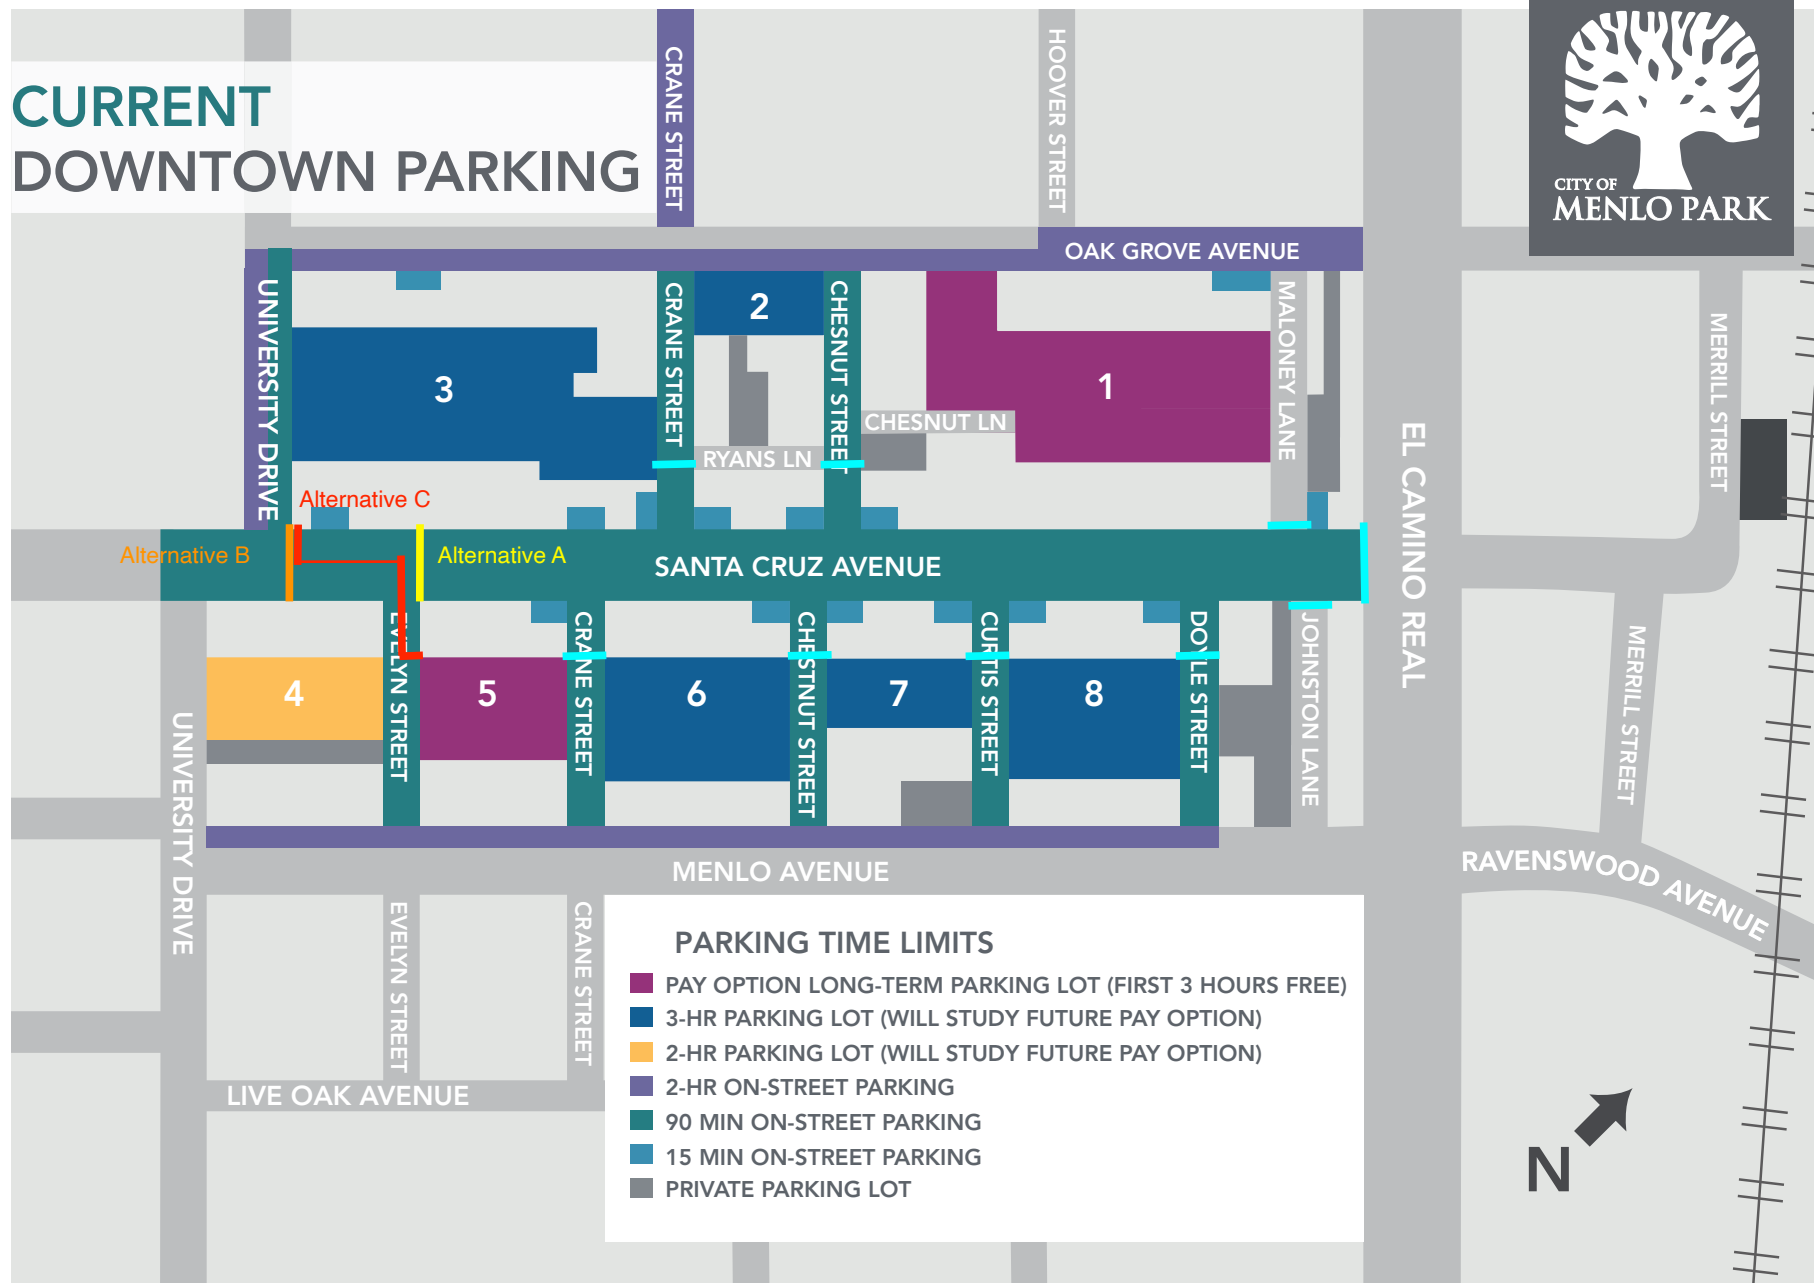 CURRENT
DOWNTOWN PARKING
CRANE STREET
HOOVER STREET
CITY OF
MENLO PARK
OAK GROVE AVENUE
UNIVERSITY DRIVE
CRANE STREET
2
CHESNUT STREET
MALONEY LANE
MERRILL STREET
3
1
CHESNUT LN
RYANS LN
EL CAMINO REAL
Alternative C
Alternative B
Alternative A
SANTA CRUZ AVENUE
EVELYN STREET
CRANE STREET
CHESTNUT STREET
CURTIS STREET
DOYLE STREET
JOHNSTON LANE
MERRILL STREET
4
5
6
7
8
UNIVERSITY DRIVE
MENLO AVENUE
RAVENSWOOD AVENUE
EVELYN STREET
CRANE STREET
LIVE OAK AVENUE
PARKING TIME LIMITS
PAY OPTION LONG-TERM PARKING LOT (FIRST 3 HOURS FREE)
3-HR PARKING LOT (WILL STUDY FUTURE PAY OPTION)
2-HR PARKING LOT (WILL STUDY FUTURE PAY OPTION)
2-HR ON-STREET PARKING
90 MIN ON-STREET PARKING
15 MIN ON-STREET PARKING
PRIVATE PARKING LOT
N